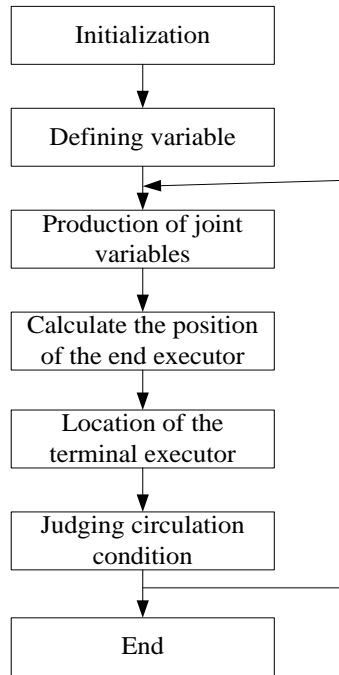 Initialization
Defining variable
Production of joint
variables
Calculate the position
of the end executor
Location of the
terminal executor
Judging circulation
condition
End